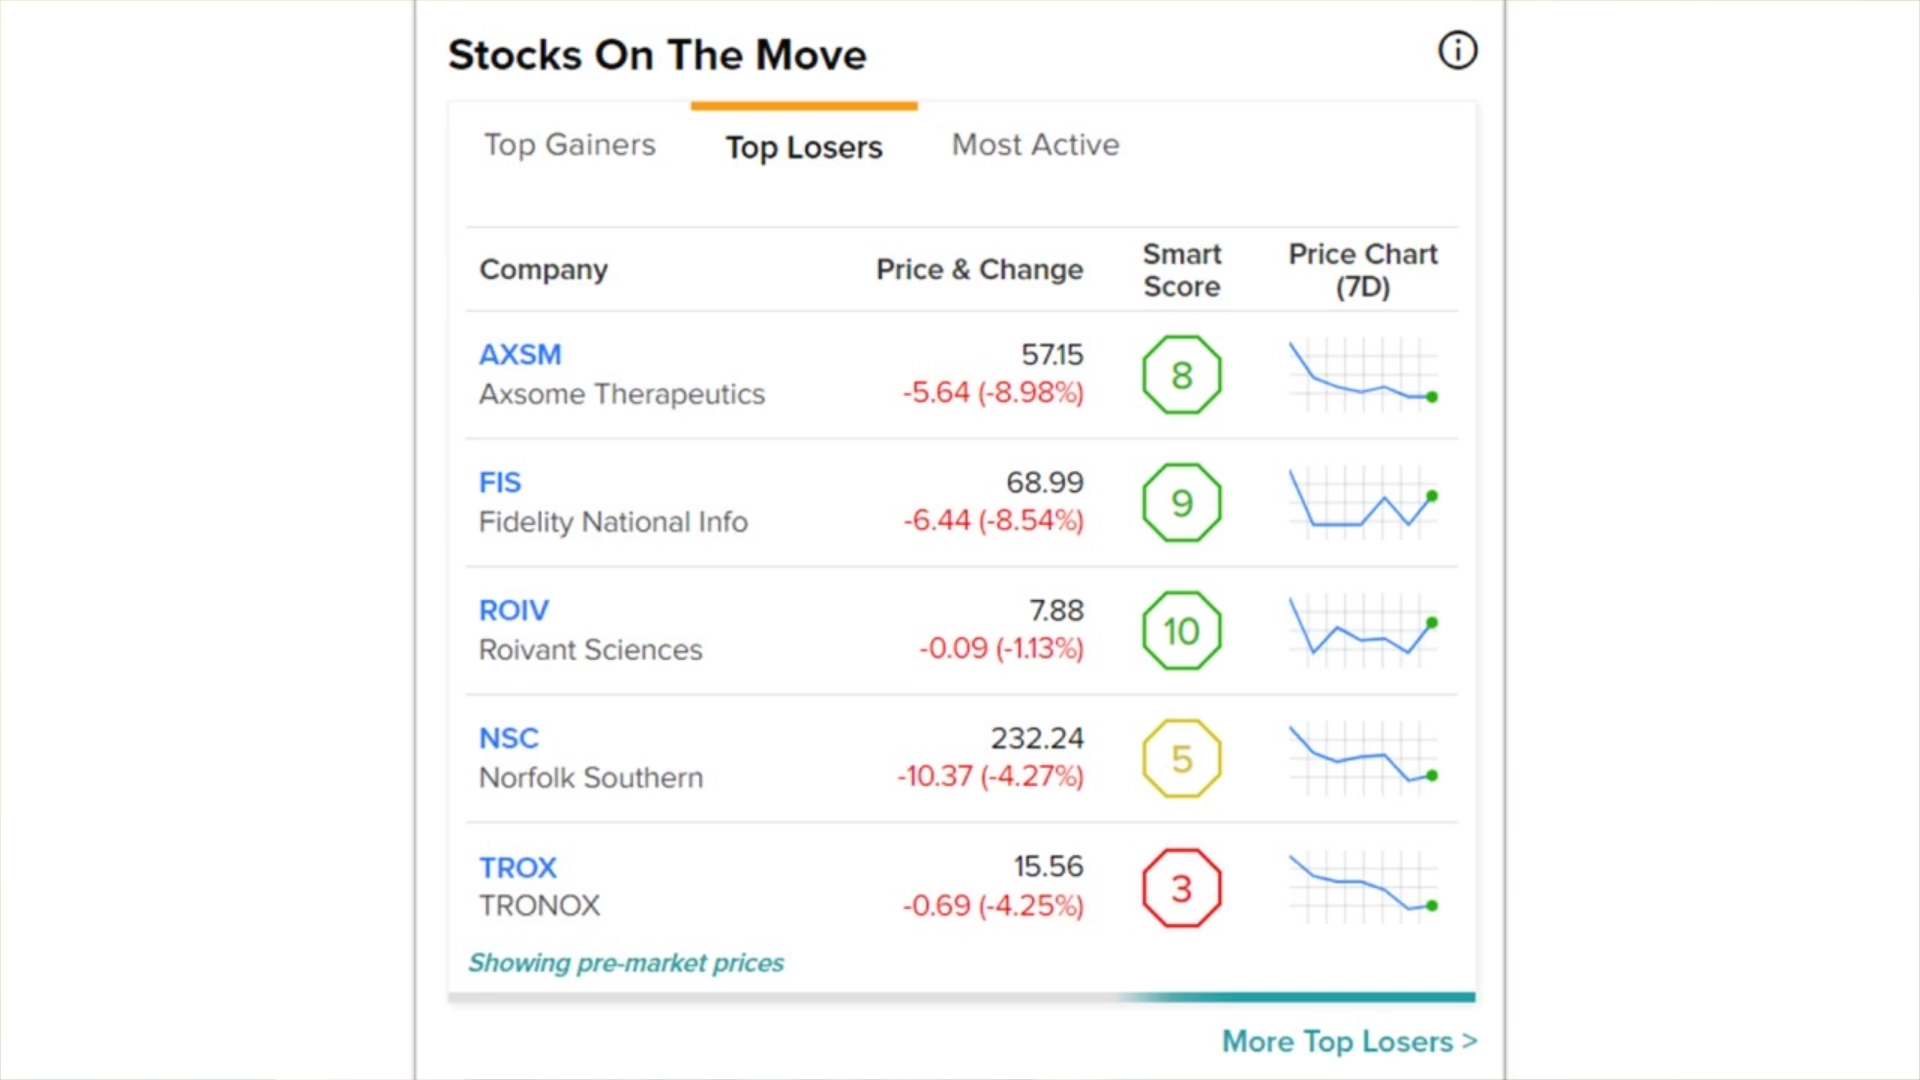 Stocks On The Move
Top Gainers Top Losers Most Active
Company Price & Change Smart Score Price Chart (7D)
AXSM 57.15
Axsome Therapeutics -5.64 (-8.98%) 8
FIS 68.99
Fidelity National Info -6.44 (-8.54%) 9
ROIV 7.88
Roivant Sciences -0.09 (-1.13%) 10
NSC 232.24
Norfolk Southern -10.37 (-4.27%) 5
TROX 15.56
TRONOX -0.69 (-4.25%) 3
Showing pre-market prices
More Top Losers >